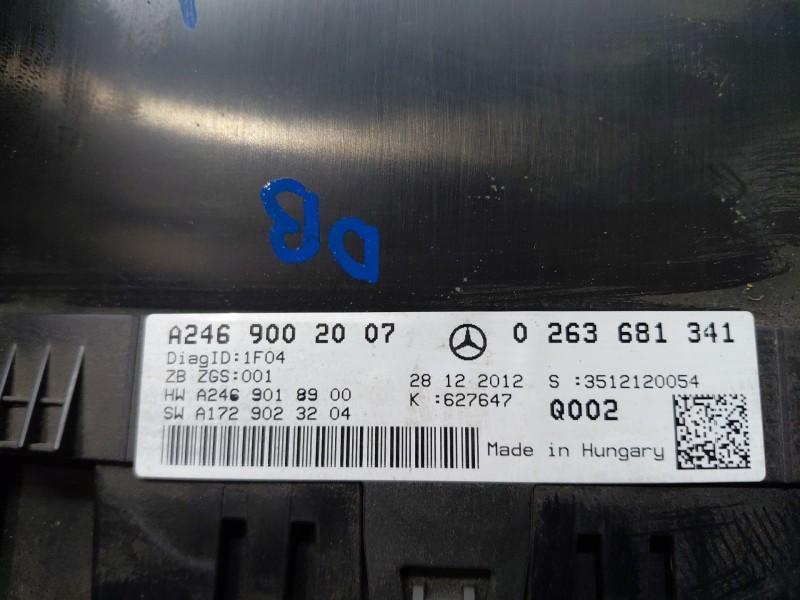 DB
A246 900 20 07 0 263 681 341
DiagID:1F04
ZB ZGS:001 28 12 2012 S :3512120054
HW A246 901 89 00 K :627647 Q002
SW A172 902 32 04
Made in Hungary